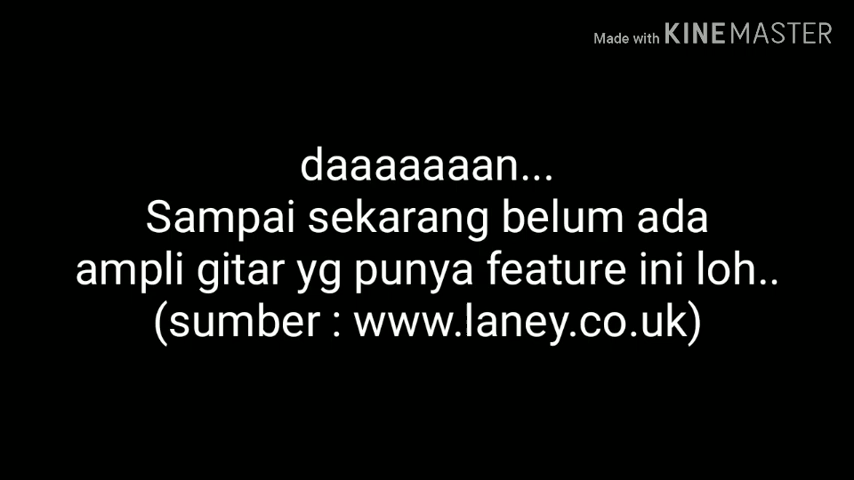 Made with KINEMASTER
daaaaaaan...
Sampai sekarang belum ada
ampli gitar yg punya feature ini loh..
(sumber : www.laney.co.uk)